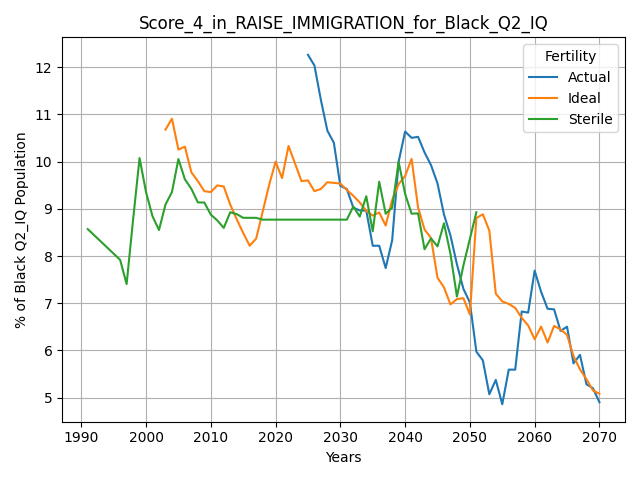 Score_4_in_RAISE_IMMIGRATION_for_Black_Q2_IQ
Fertility
Actual
Ideal
Sterile
% of Black Q2_IQ Population
12
11
10
9
8
7
6
5
1990 2000 2010 2020 2030 2040 2050 2060 2070
Years